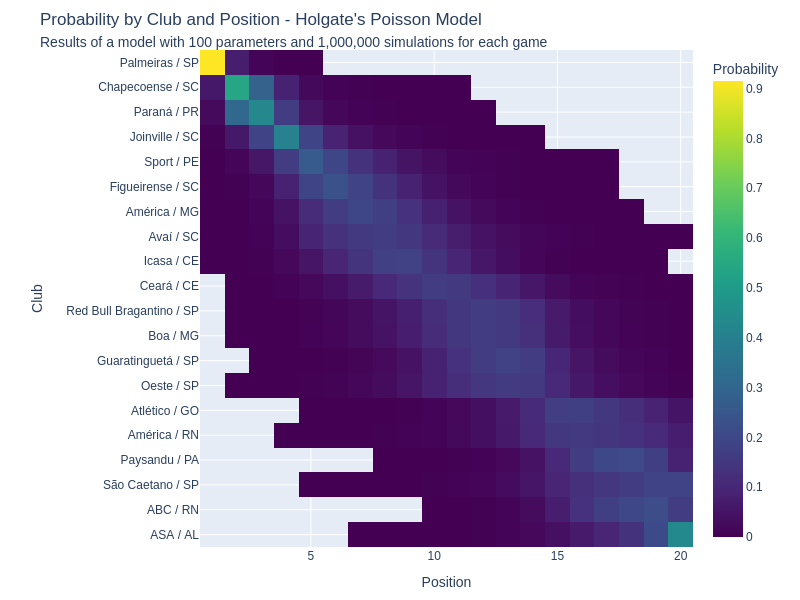 Probability by Club and Position - Holgate's Poisson Model
Results of a model with 100 parameters and 1,000,000 simulations for each game
Palmeiras / SP
Chapecoense / SC
Paraná / PR
Joinville / SC
Sport / PE
Figueirense / SC
América / MG
Avaí / SC
Icasa / CE
Ceará / CE
Red Bull Bragantino / SP
Boa / MG
Guaratinguetá / SP
Oeste / SP
Atlético / GO
América / RN
Paysandu / PA
São Caetano / SP
ABC / RN
ASA / AL
Club
5
10
15
20
Position
Probability
0.9
0.8
0.7
0.6
0.5
0.4
0.3
0.2
0.1
0